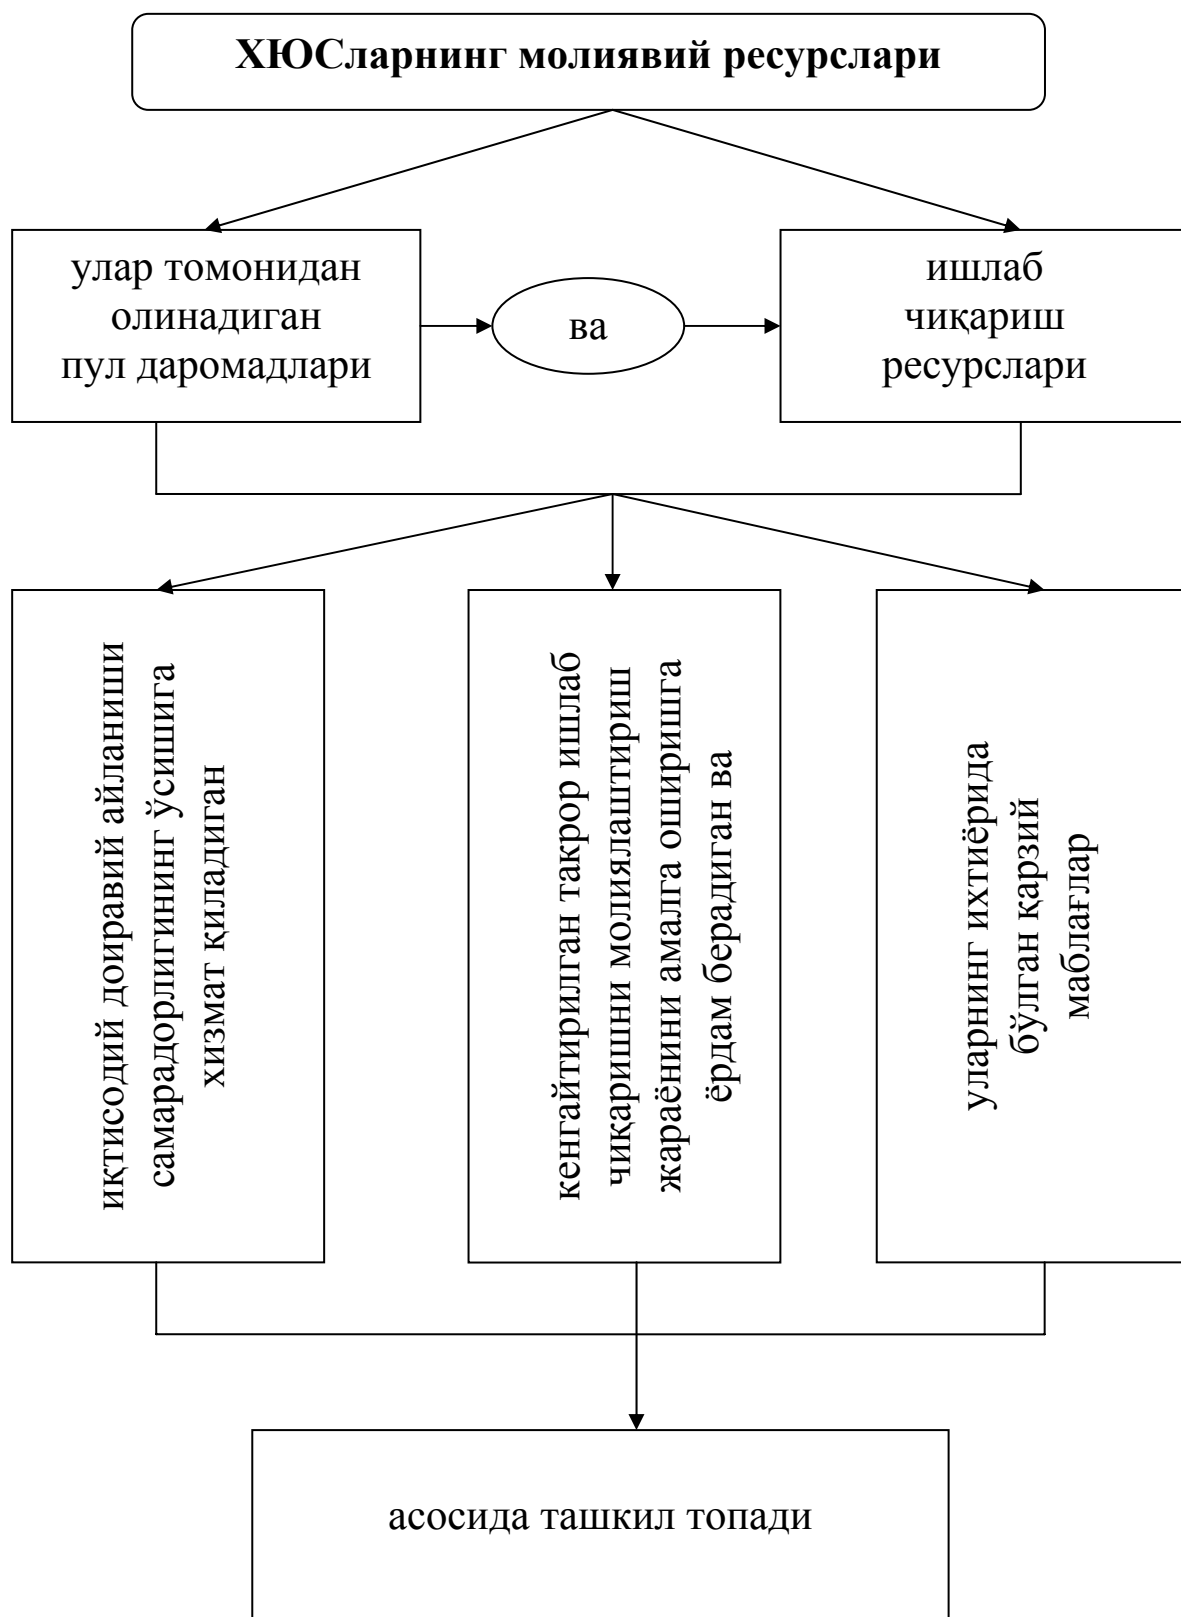 ХЮСларнинг молиявий ресурслари
улар томонидан
олинадиган
пул даромадлари
ва
ишлаб
чиқариш
ресурслари
иқтисодий доиравий айланиши
самарадорлигининг ўсишига
хизмат қиладиган
кенгайтирилган такрор ишлаб
чиқаришни молиялаштириш
жараёнини амалга оширишга
ёрдам берадиган ва
уларнинг ихтиёрида
бўлган қарзий
маблағлар
асосида ташкил топади